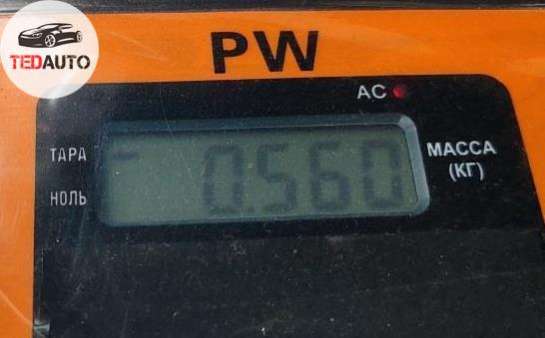 TEDAUTO
PW
AC
ТАРА
0.560
МАССА
(КГ)
НОЛЬ